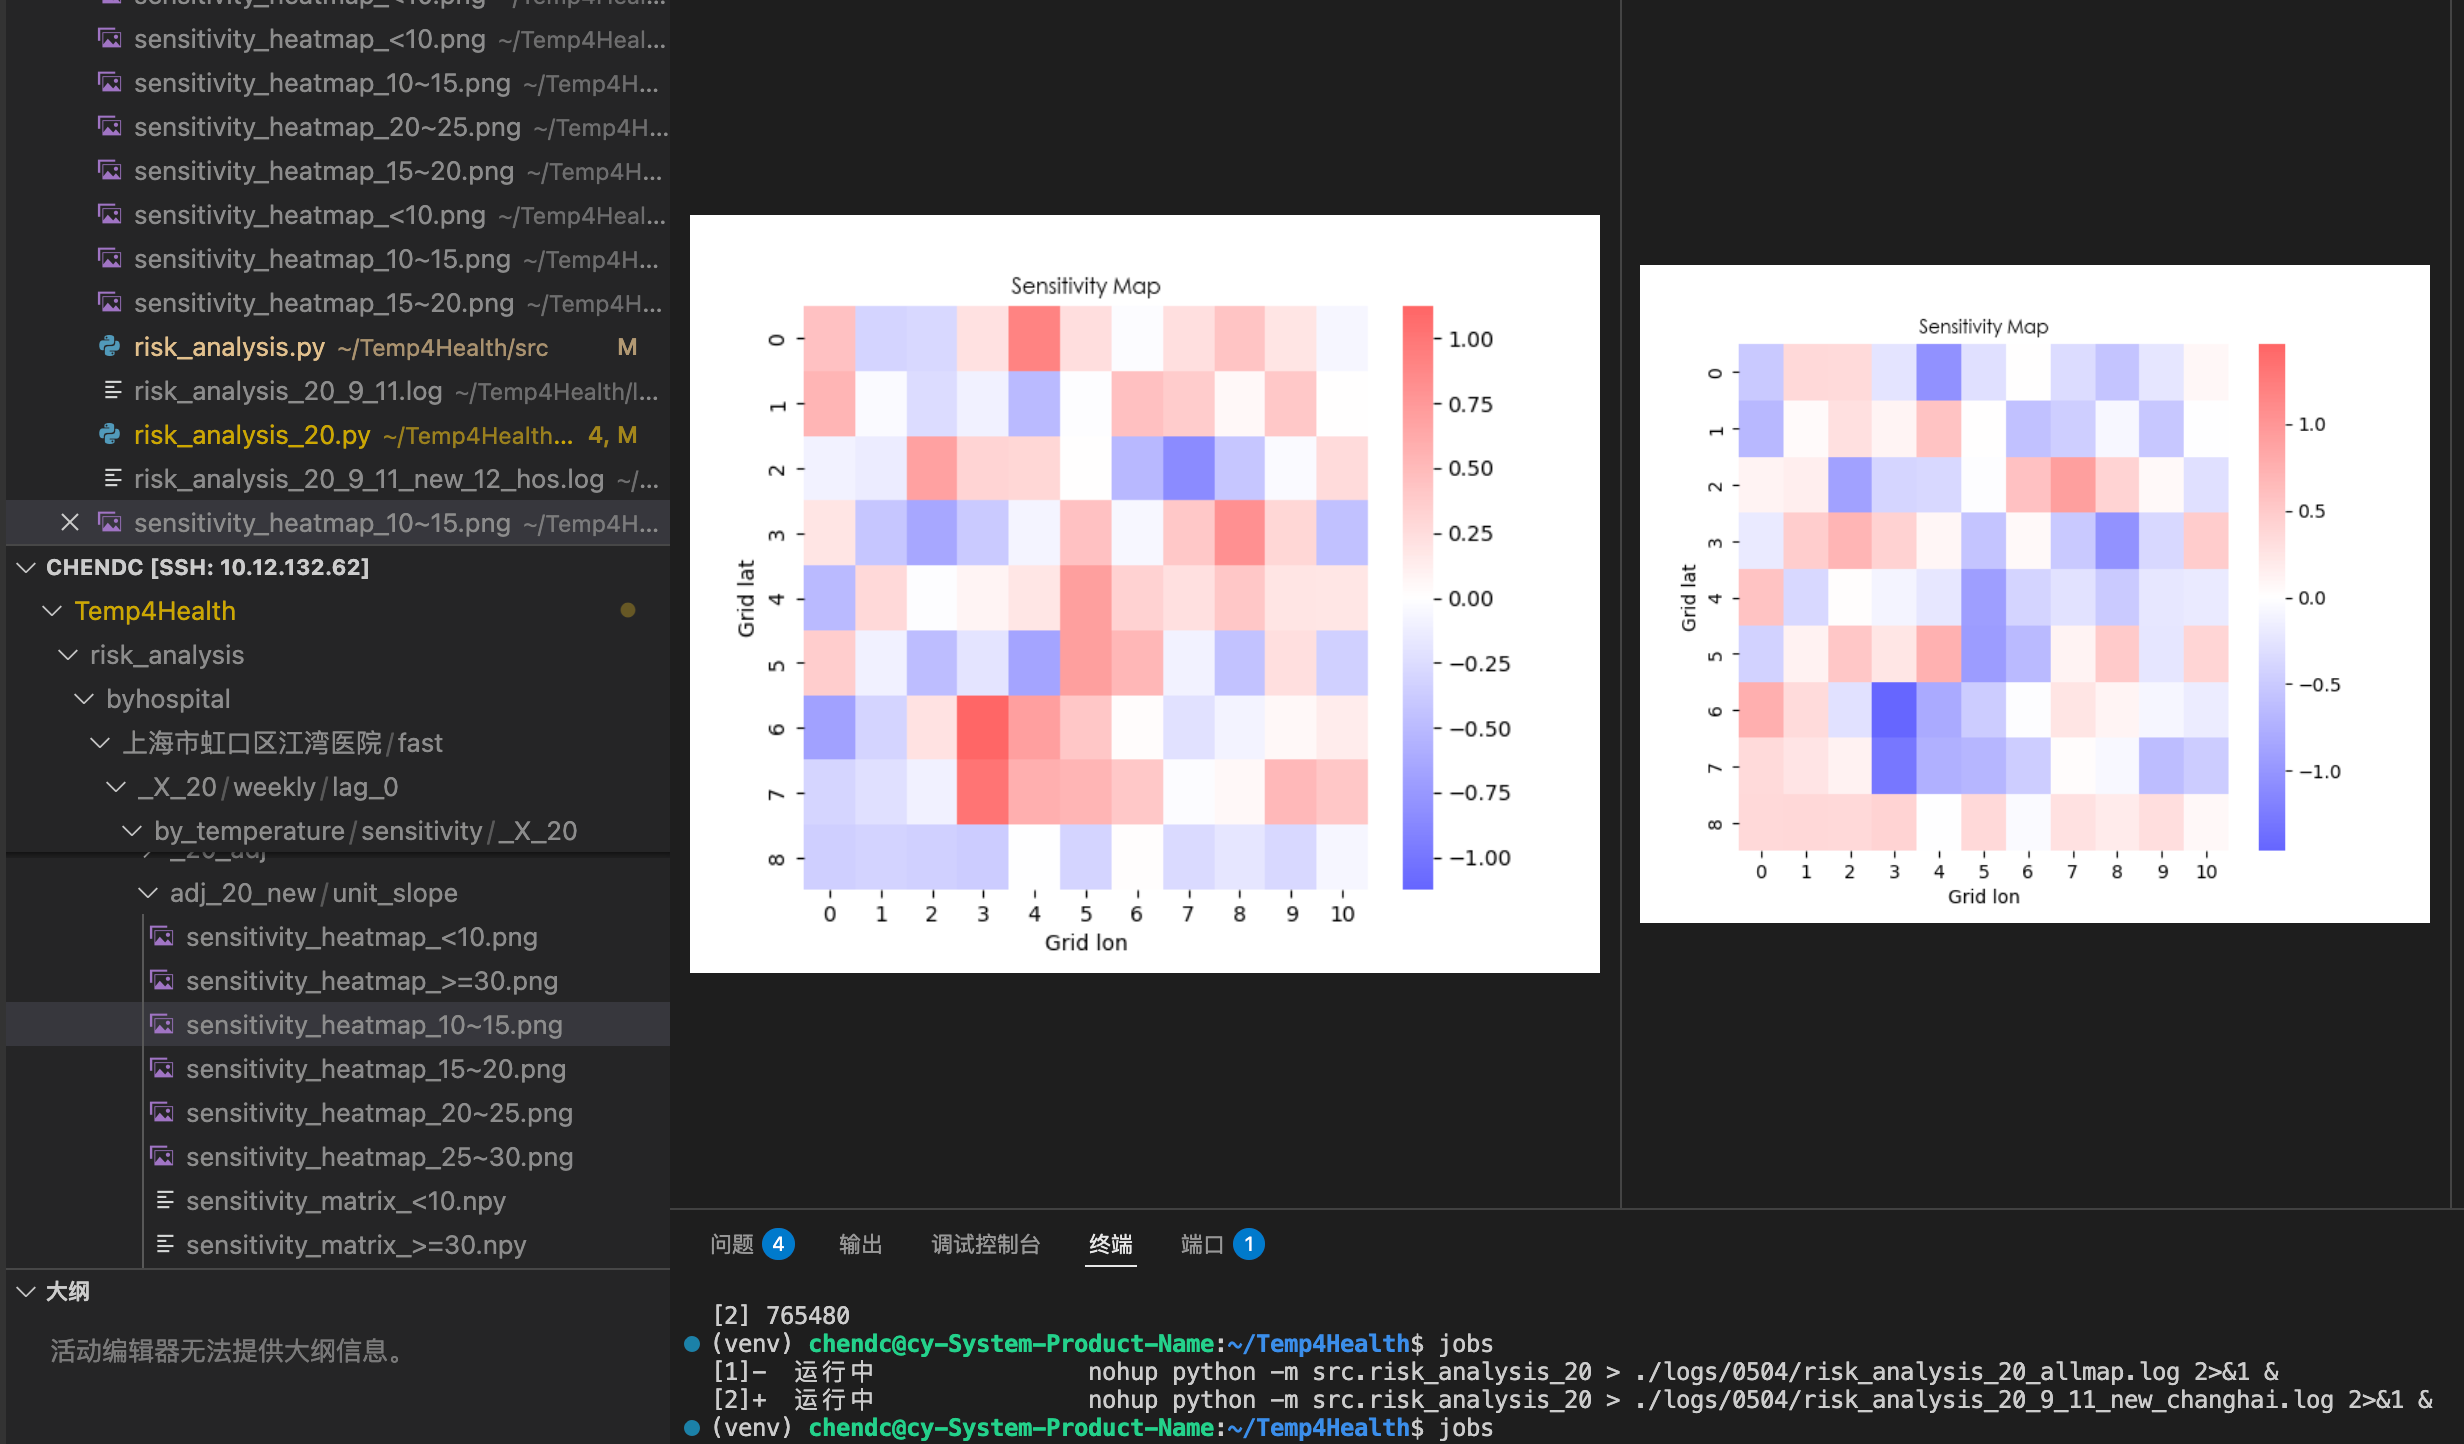 sensitivity_heatmap_<10.png ~/Temp4Heal...
sensitivity_heatmap_10~15.png ~/Temp4H...
sensitivity_heatmap_20~25.png ~/Temp4H...
sensitivity_heatmap_15~20.png ~/Temp4H...
sensitivity_heatmap_<10.png ~/Temp4Heal...
sensitivity_heatmap_10~15.png ~/Temp4H...
sensitivity_heatmap_15~20.png ~/Temp4H...
risk_analysis.py ~/Temp4Health/src M
risk_analysis_20_9_11.log ~/Temp4Health/l...
risk_analysis_20.py ~/Temp4Health... 4, M
risk_analysis_20_9_11_new_12_hos.log ~/...
sensitivity_heatmap_10~15.png ~/Temp4H...
CHENDC [SSH: 10.12.132.62]
Temp4Health
risk_analysis
byhospital
上海市虹口区江湾医院/fast
_X_20/weekly/lag_0
by_temperature/sensitivity/_X_20
_20_adj
adj_20_new/unit_slope
sensitivity_heatmap_<10.png
sensitivity_heatmap_>=30.png
sensitivity_heatmap_10~15.png
sensitivity_heatmap_15~20.png
sensitivity_heatmap_20~25.png
sensitivity_heatmap_25~30.png
sensitivity_matrix_<10.npy
sensitivity_matrix_>=30.npy
大纲
活动编辑器无法提供大纲信息。
Sensitivity Map
Grid lat
0
1
2
3
4
5
6
7
8
0 1 2 3 4 5 6 7 8 9 10
Grid lon
1.00
0.75
0.50
0.25
0.00
−0.25
−0.50
−0.75
−1.00
Sensitivity Map
Grid lat
0
1
2
3
4
5
6
7
8
0 1 2 3 4 5 6 7 8 9 10
Grid lon
1.0
0.5
0.0
−0.5
−1.0
问题 4 输出 调试控制台 终端 端口 1
[2] 765480
(venv) chendc@cy-System-Product-Name:~/Temp4Health$ jobs
[1]- 运行中 nohup python -m src.risk_analysis_20 > ./logs/0504/risk_analysis_20_allmap.log 2>&1 &
[2]+ 运行中 nohup python -m src.risk_analysis_20 > ./logs/0504/risk_analysis_20_9_11_new_changhai.log 2>&1 &
(venv) chendc@cy-System-Product-Name:~/Temp4Health$ jobs